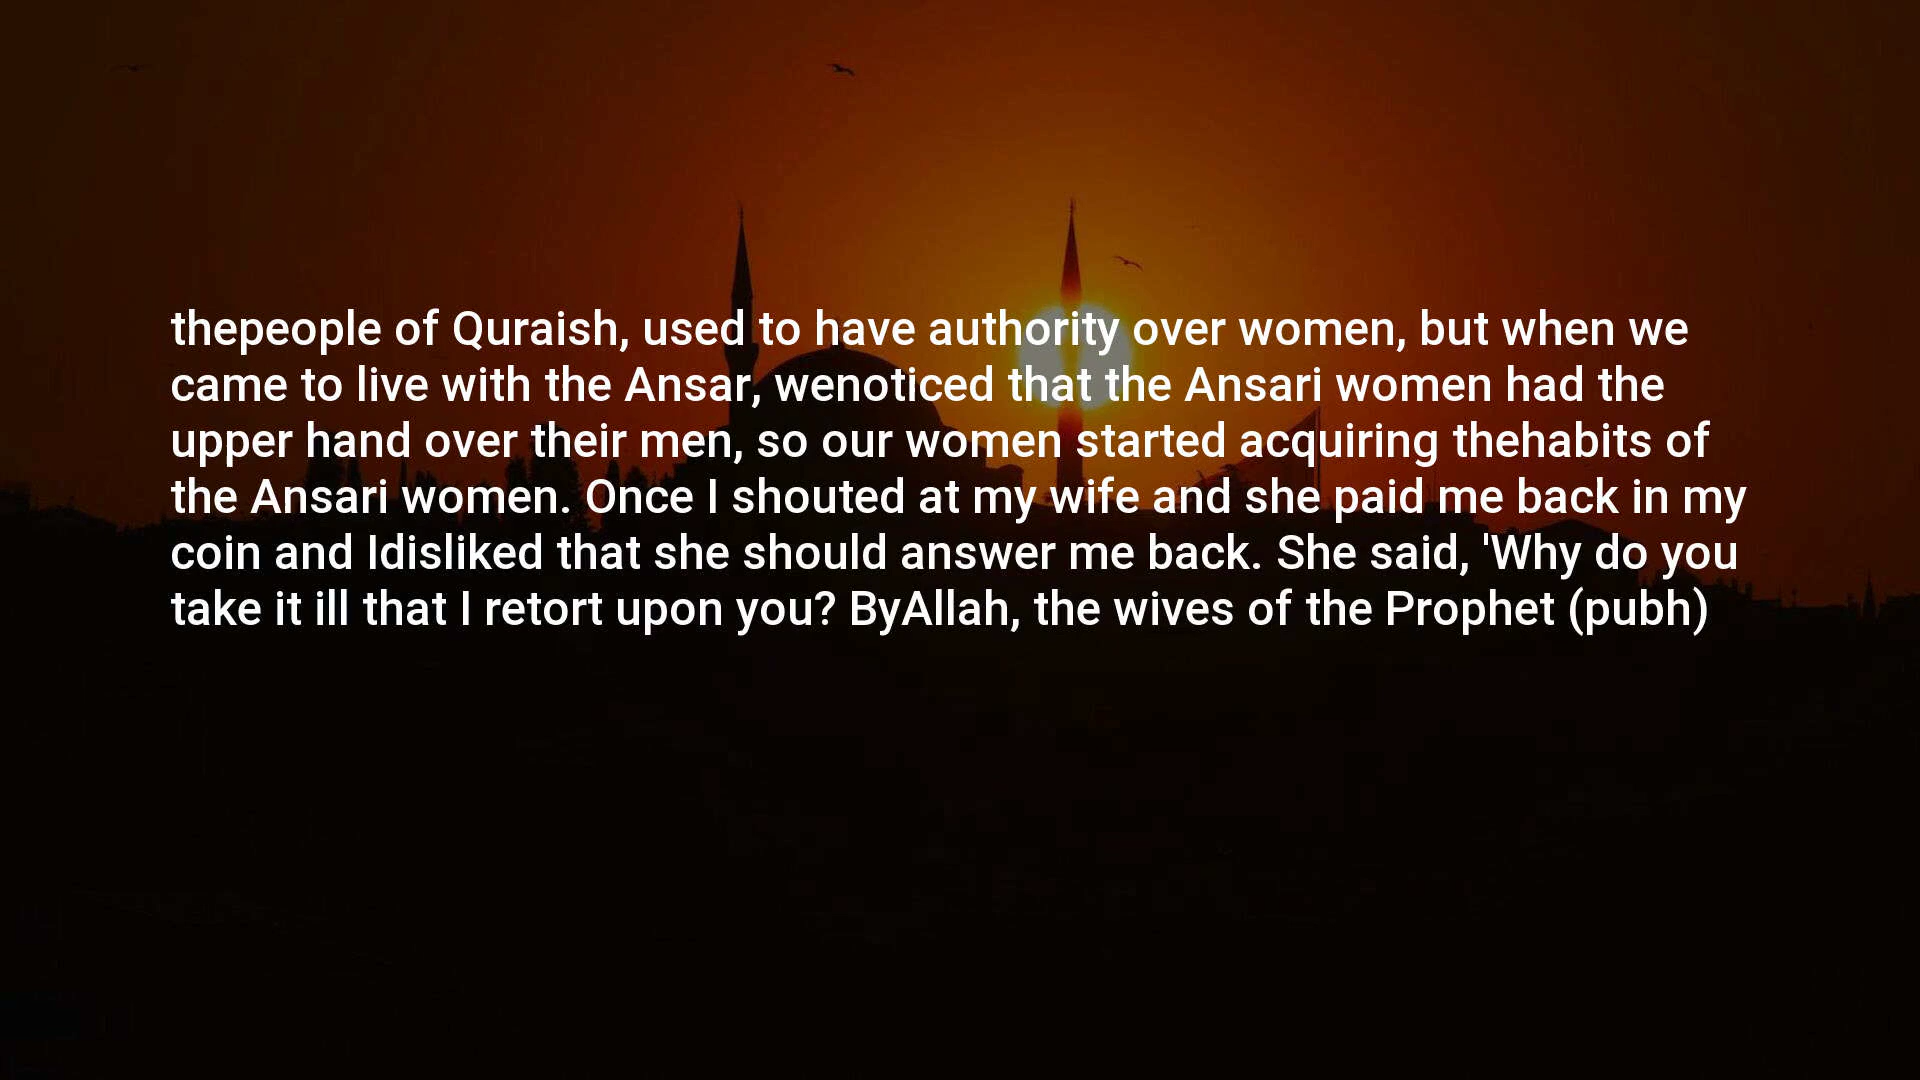 thepeople of Quraish, used to have authority over women, but when we
came to live with the Ansar, wenoticed that the Ansari women had the
upper hand over their men, so our women started acquiring thehabits of
the Ansari women. Once I shouted at my wife and she paid me back in my
coin and Idisliked that she should answer me back. She said, 'Why do you
take it ill that I retort upon you? ByAllah, the wives of the Prophet (pubh)